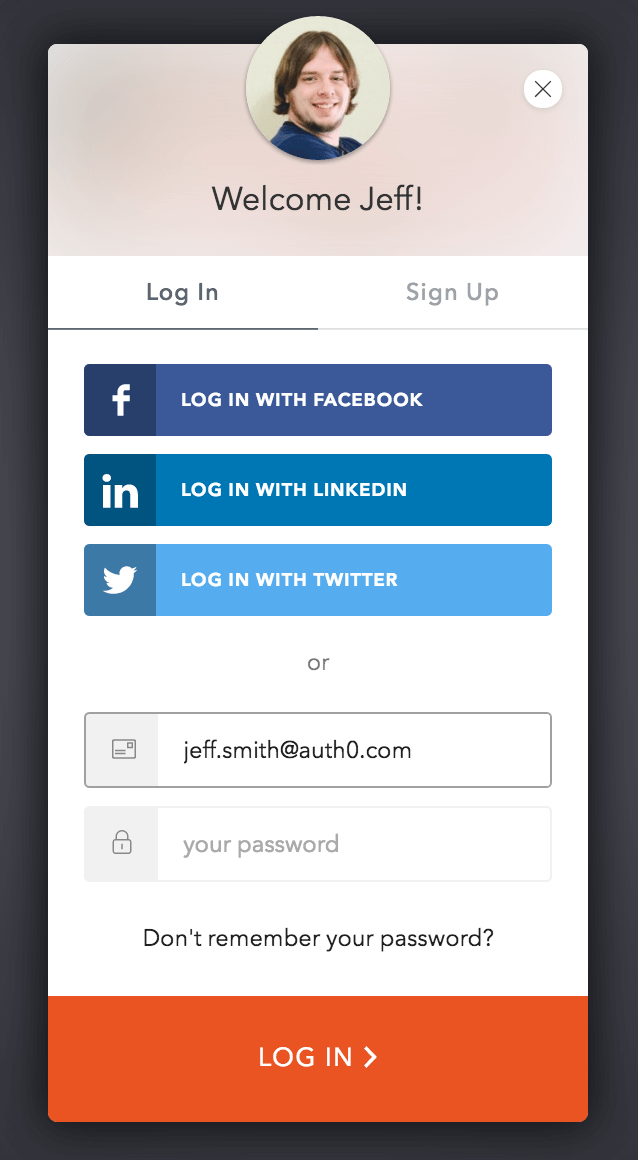 Welcome Jeff!
Log In
Sign Up
LOG IN WITH FACEBOOK
LOG IN WITH LINKEDIN
LOG IN WITH TWITTER
or
jeff.smith@auth0.com
your password
Don't remember your password?
LOG IN